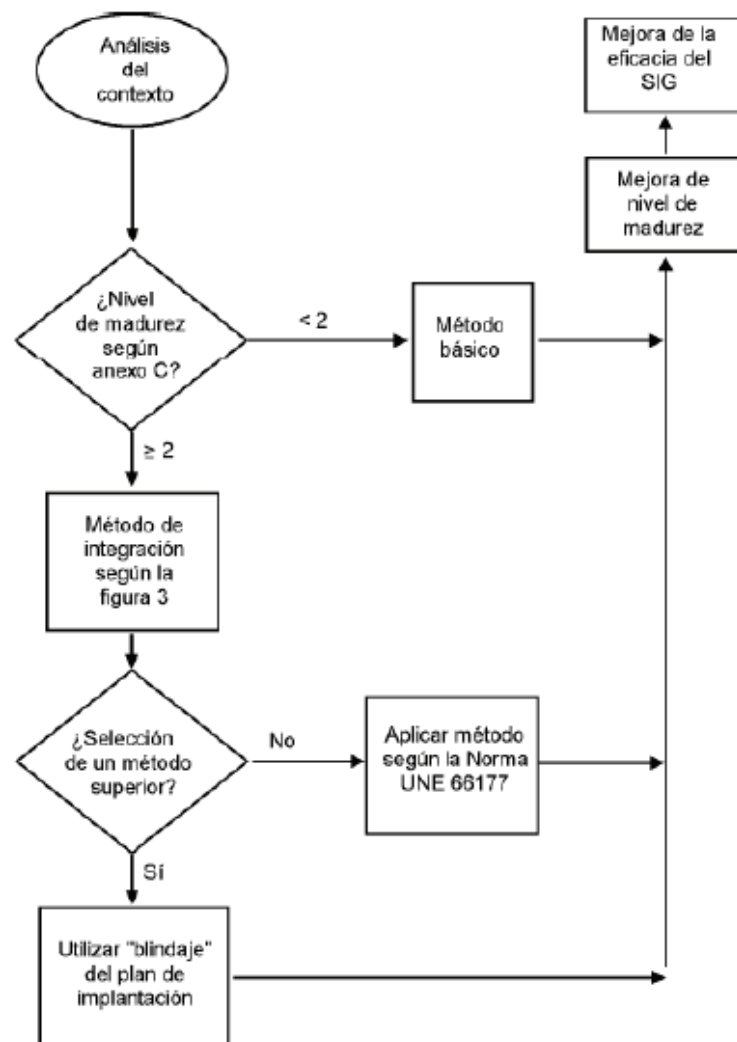 Análisis
del
contexto
Mejora de la
eficacia del
SIG
Mejora de
nivel de
madurez
¿Nivel
de madurez
según
anexo C?
< 2
Método
básico
≥ 2
Método de
integración
según la
figura 3
¿Selección
de un método
superior?
No
Aplicar método
según la Norma
UNE 66177
Sí
Utilizar "blindaje"
del plan de
implantación